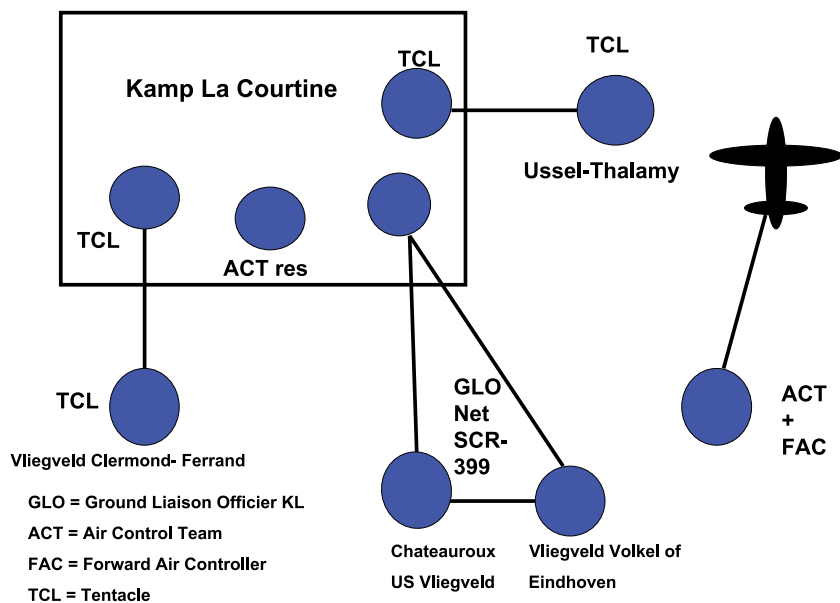 TCL
TCL
Kamp La Courtine
Ussel-Thalamy
TCL
ACT res
TCL
GLO
Net
SCR-
399
ACT
+
FAC
Vliegveld Clermond- Ferrand
GLO = Ground Liaison Officier KL
ACT = Air Control Team
FAC = Forward Air Controller
TCL = Tentacle
Chateauroux
US Vliegveld
Vliegveld Volkel of
Eindhoven